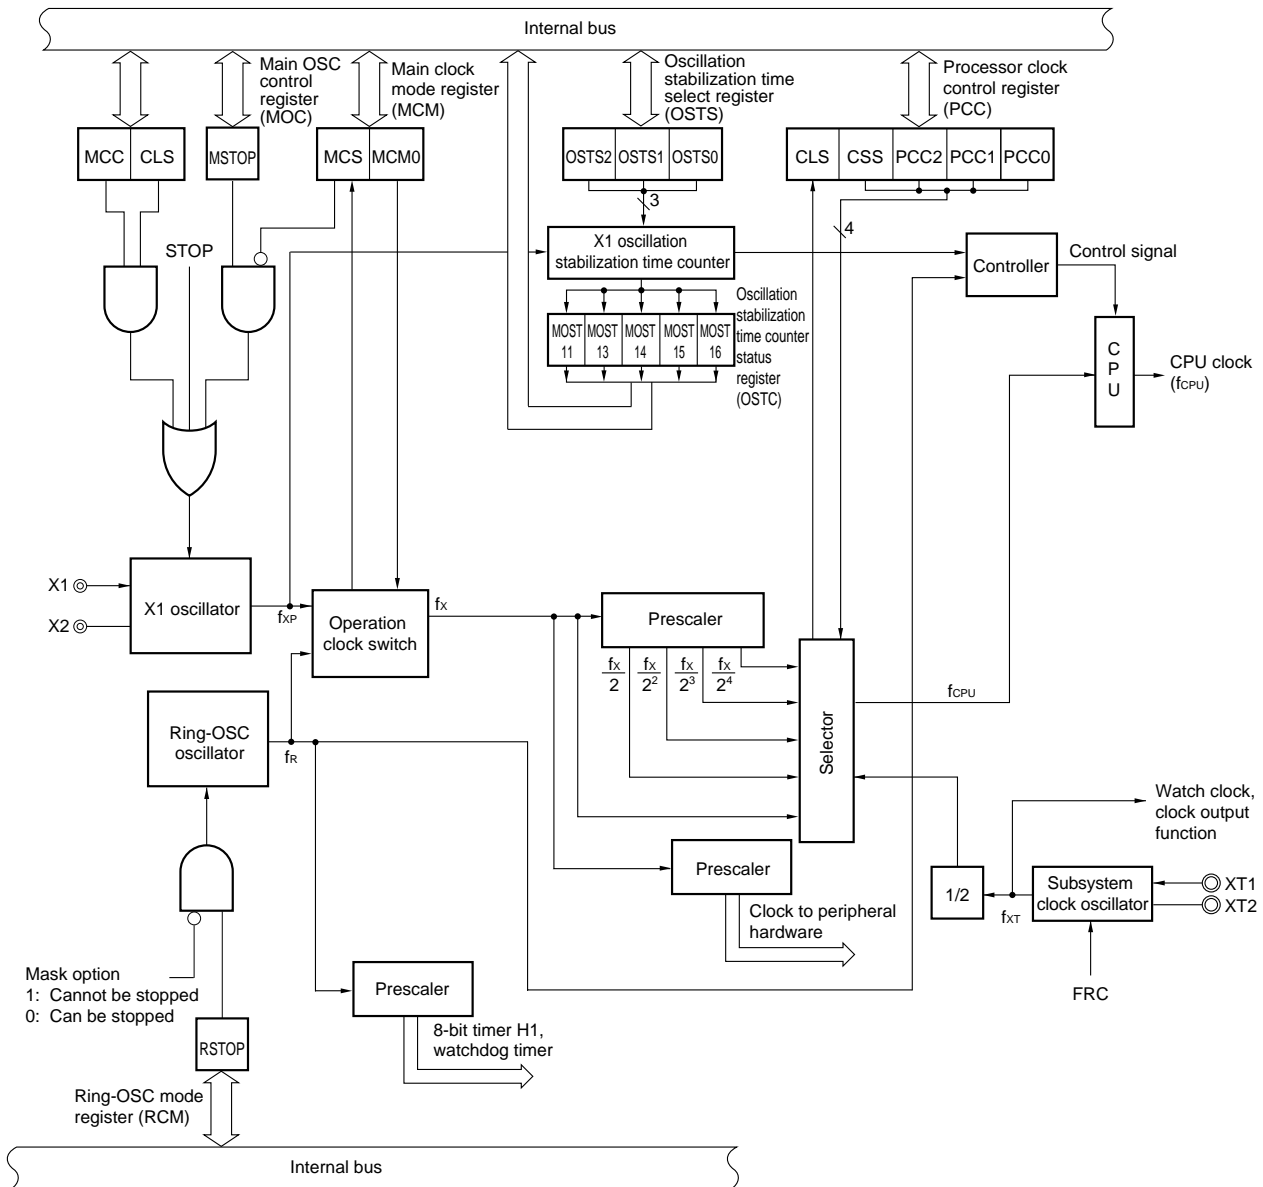 Internal bus
Main OSC
control
register
(MOC)
Main clock
mode register
(MCM)
Oscillation
stabilization time
select register
(OSTS)
Processor clock
control register
(PCC)
MCC CLS
MSTOP
MCS MCM0
OSTS2 OSTS1 OSTS0
CLS CSS PCC2 PCC1 PCC0
3
4
STOP
X1 oscillation
stabilization time counter
Controller
Control signal
MOST 11
MOST 13
MOST 14
MOST 15
MOST 16
Oscillation
stabilization
time counter
status
register
(OSTC)
CPU
CPU clock
(fCPU)
X1
X2
X1 oscillator
fXP
Operation
clock switch
fX
Prescaler
fX/2
fX/2²
fX/2³
fX/2⁴
Selector
fCPU
Ring-OSC
oscillator
fR
Watch clock,
clock output
function
Prescaler
1/2
fXT
Subsystem
clock oscillator
XT1
XT2
FRC
Clock to peripheral
hardware
Mask option
1: Cannot be stopped
0: Can be stopped
Prescaler
8-bit timer H1,
watchdog timer
RSTOP
Ring-OSC mode
register (RCM)
Internal bus